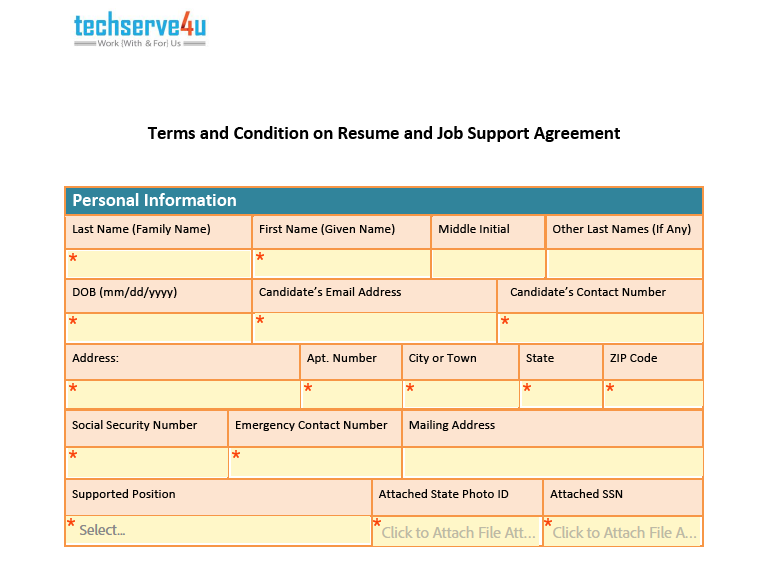 techserve4u
Work (With & For) Us
Terms and Condition on Resume and Job Support Agreement
Personal Information
Last Name (Family Name) First Name (Given Name) Middle Initial Other Last Names (If Any)
* *
DOB (mm/dd/yyyy) Candidate's Email Address Candidate's Contact Number
* * *
Address: Apt. Number City or Town State ZIP Code
* * * * *
Social Security Number Emergency Contact Number Mailing Address
* *
Supported Position Attached State Photo ID Attached SSN
* Select... * Click to Attach File Att... * Click to Attach File A...